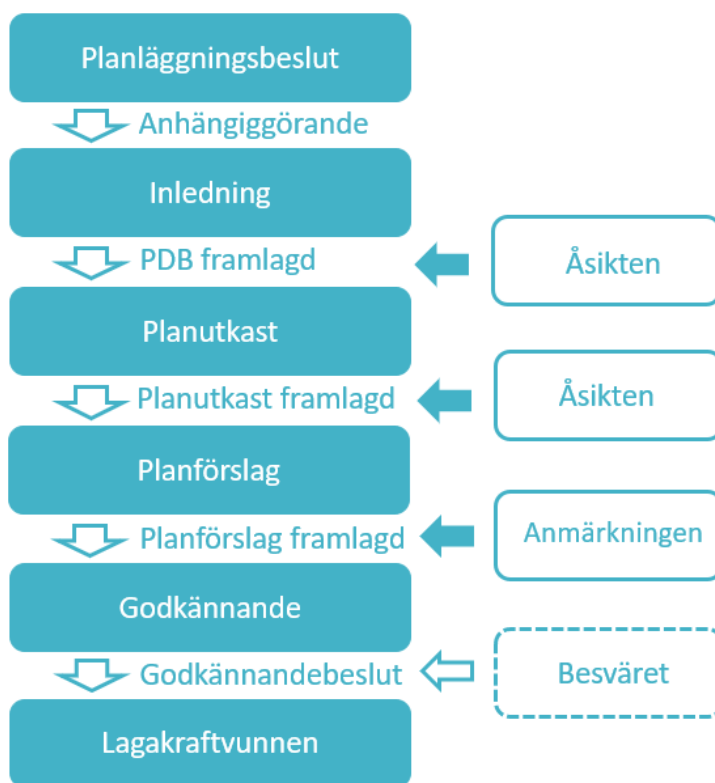 Planläggningsbeslut
Anhängiggörande
Inledning
PDB framlagd
Åsikten
Planutkast
Planutkast framlagd
Åsikten
Planförslag
Planförslag framlagd
Anmärkningen
Godkännande
Godkännandebeslut
Besväret
Lagakraftvunnen